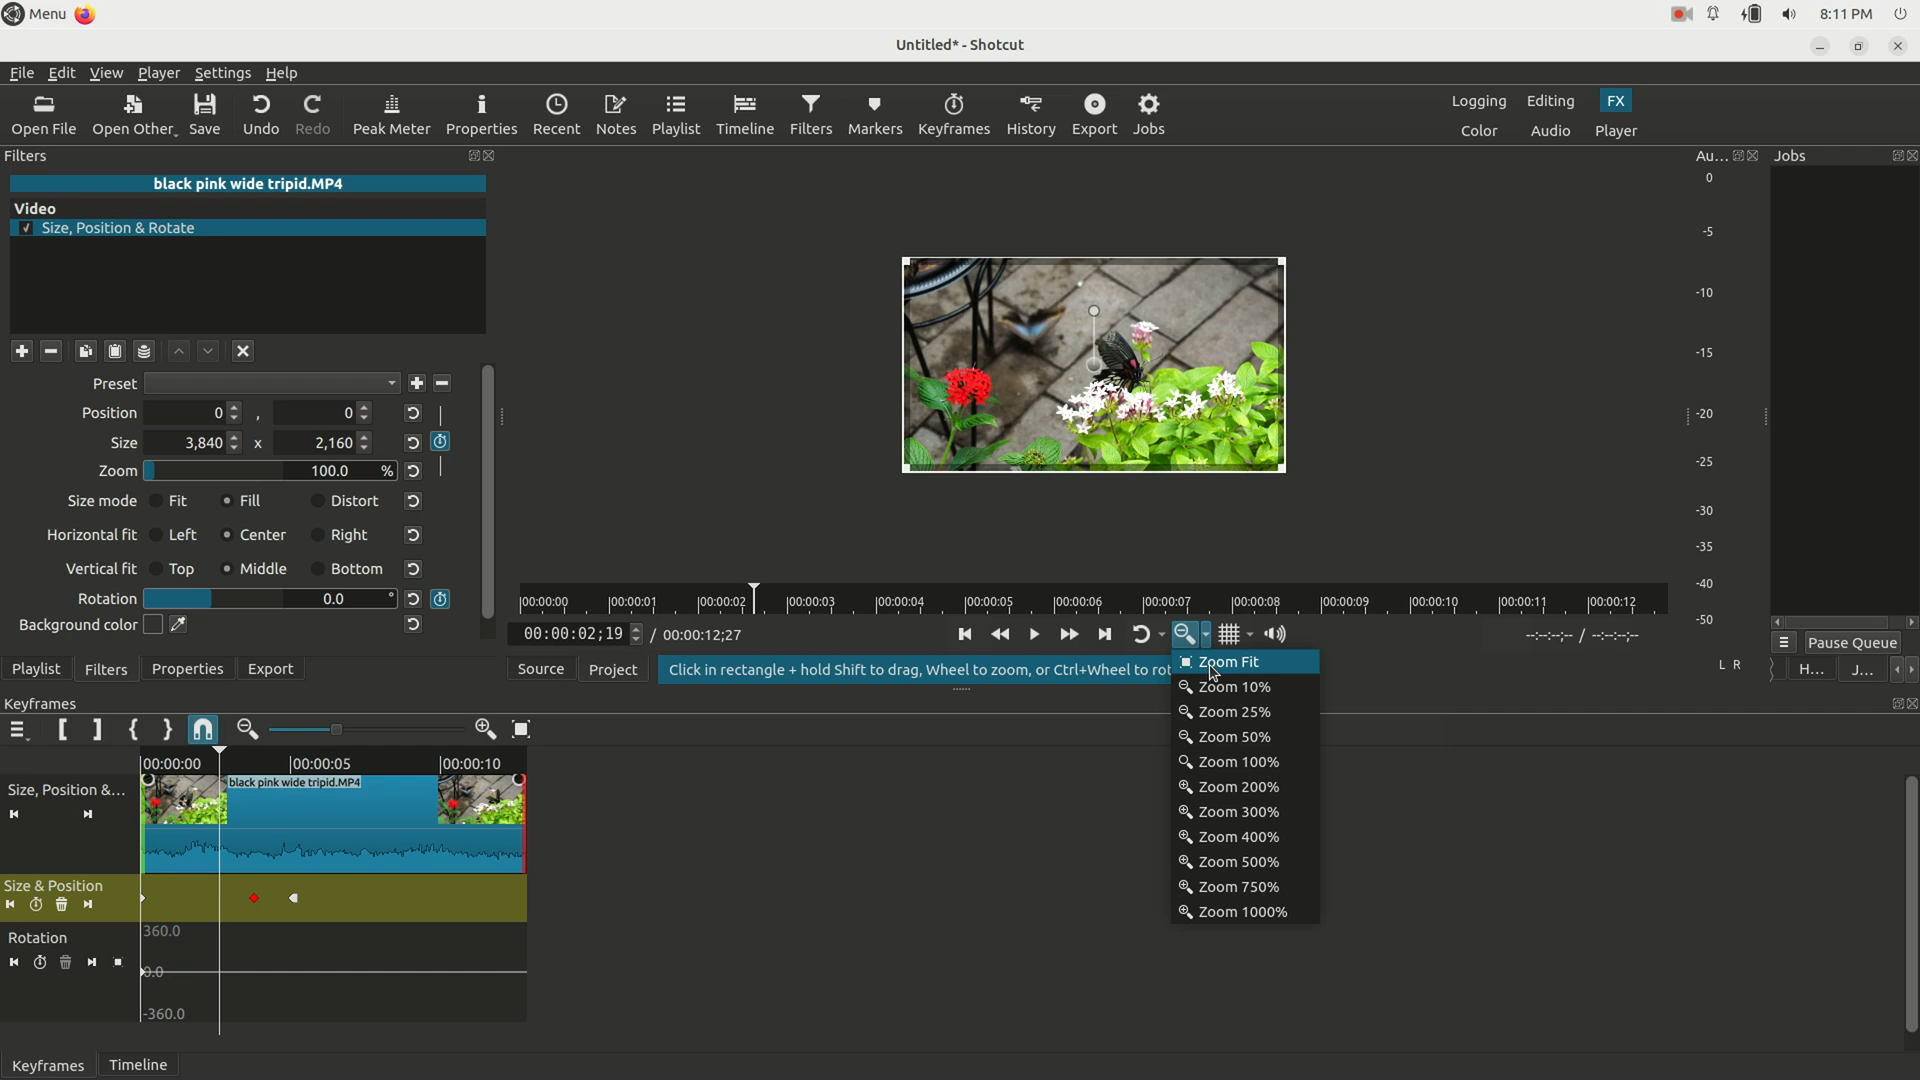 Menu
8:11 PM
Untitled* - Shotcut
File Edit View Player Settings Help
Open File Open Other Save Undo Redo Peak Meter Properties Recent Notes Playlist Timeline Filters Markers Keyframes History Export Jobs
Logging Editing FX
Color Audio Player
Filters
black pink wide tripid.MP4
Video
Size, Position & Rotate
Preset
Position 0 , 0
Size 3,840 x 2,160
Zoom 100.0 %
Size mode Fit Fill Distort
Horizontal fit Left Center Right
Vertical fit Top Middle Bottom
Rotation 0.0 °
Background color
Playlist Filters Properties Export
Au...
0
-5
-10
-15
-20
-25
-30
-35
-40
-50
L R
Jobs
Pause Queue
H... J...
00:00:00 00:00:01 00:00:02 00:00:03 00:00:04 00:00:05 00:00:06 00:00:07 00:00:08 00:00:09 00:00:10 00:00:11 00:00:12
00:00:02;19 / 00:00:12;27
--:--:--;-- / --:--:--;--
Source Project Click in rectangle + hold Shift to drag, Wheel to zoom, or Ctrl+Wheel to rot
Zoom Fit
Zoom 10%
Zoom 25%
Zoom 50%
Zoom 100%
Zoom 200%
Zoom 300%
Zoom 400%
Zoom 500%
Zoom 750%
Zoom 1000%
Keyframes
00:00:00 00:00:05 00:00:10
Size, Position &...
black pink wide tripid.MP4
Size & Position
Rotation
360.0
0.0
-360.0
Keyframes Timeline